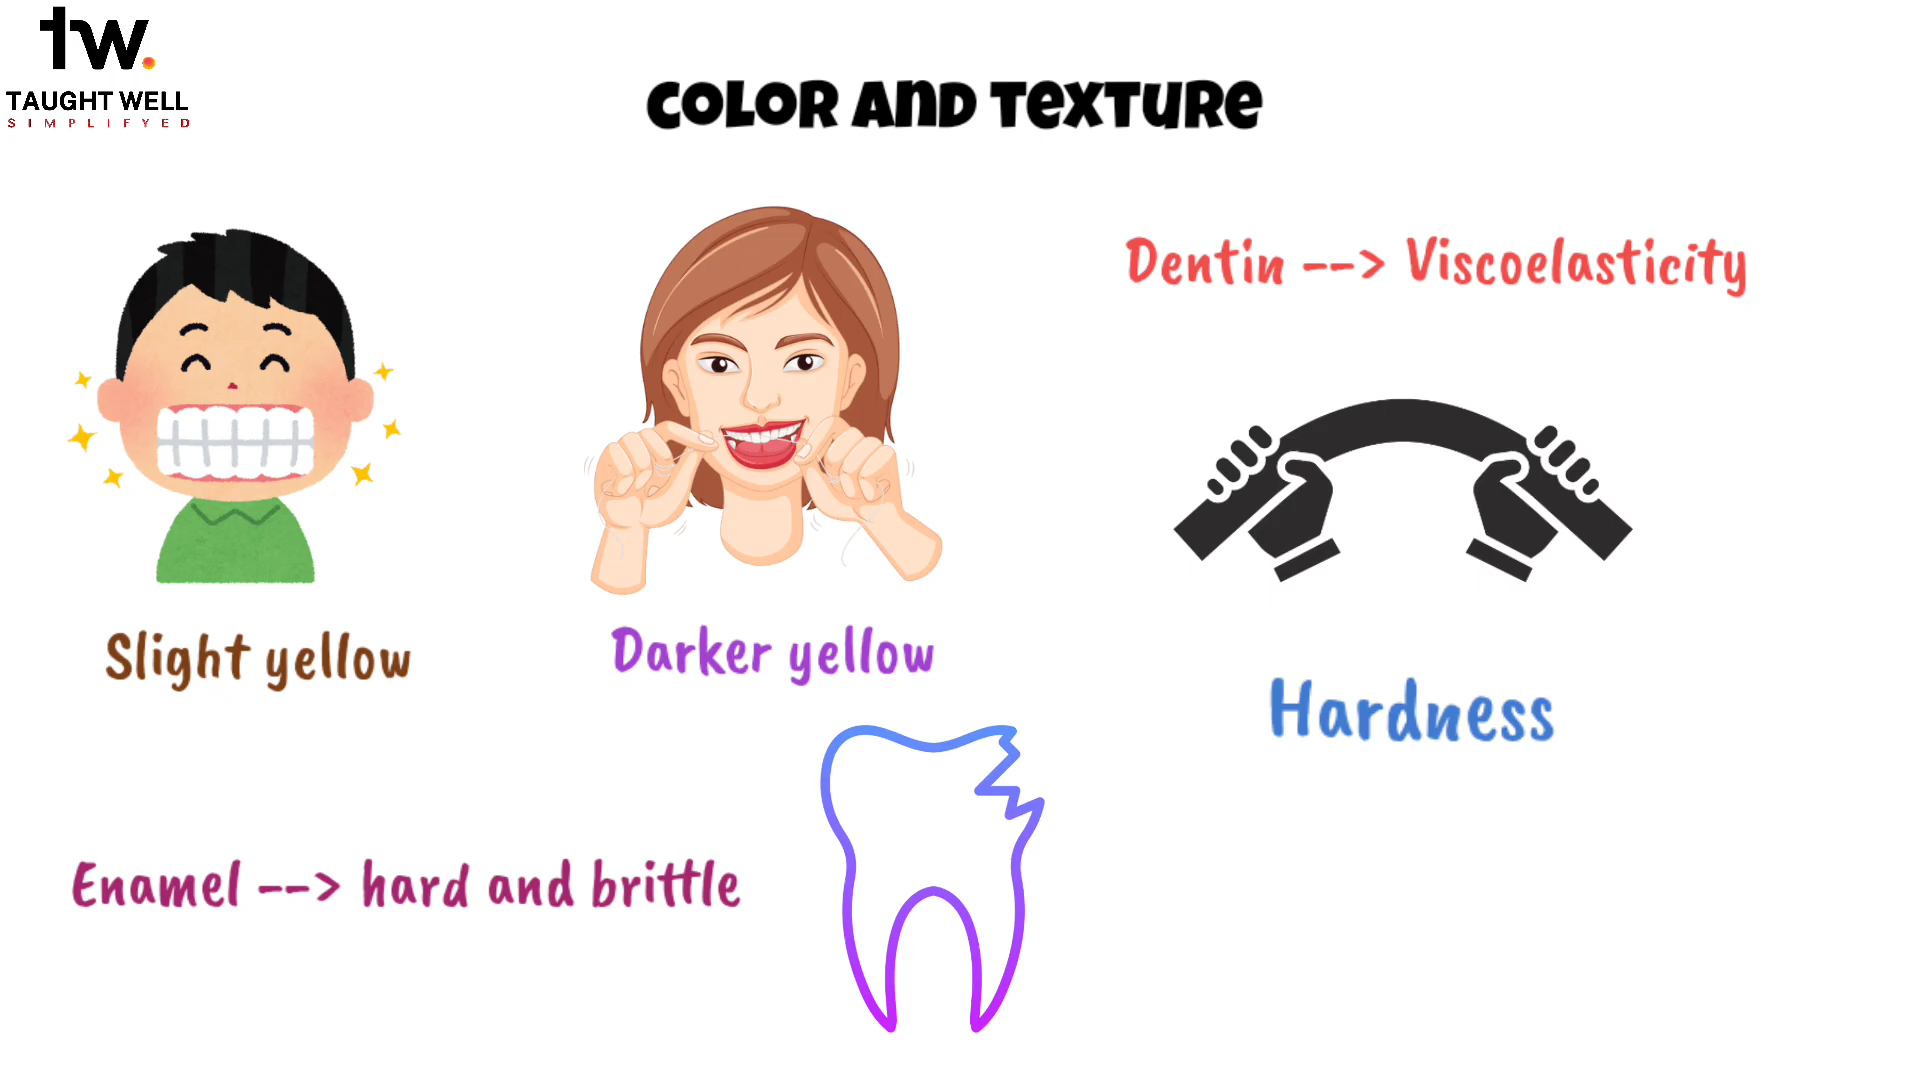 tw.
TAUGHT WELL
SIMPLIFYED
COLOR AND TEXTURE
Dentin --> Viscoelasticity
Slight yellow
Darker yellow
Hardness
Enamel --> hard and brittle